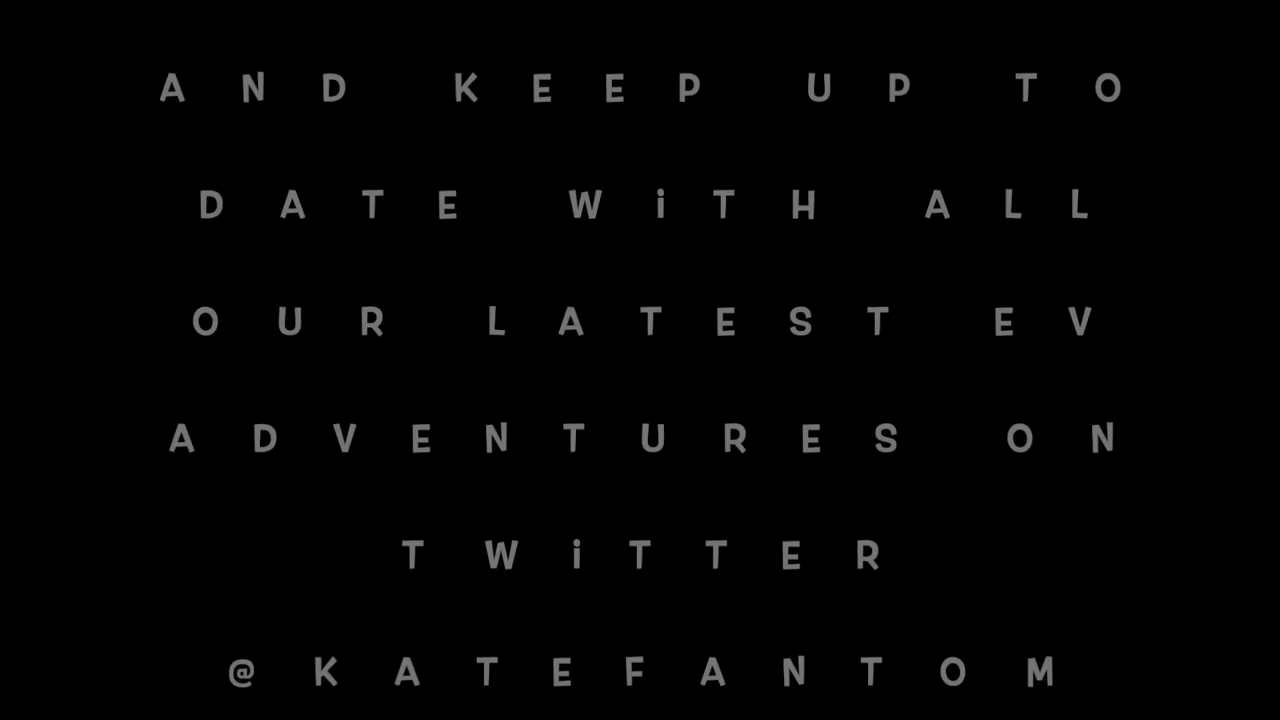 AND KEEP UP TO
DATE WiTH ALL
OUR LATEST EV
ADVENTURES ON
TWiTTER
@KATEFANTOM